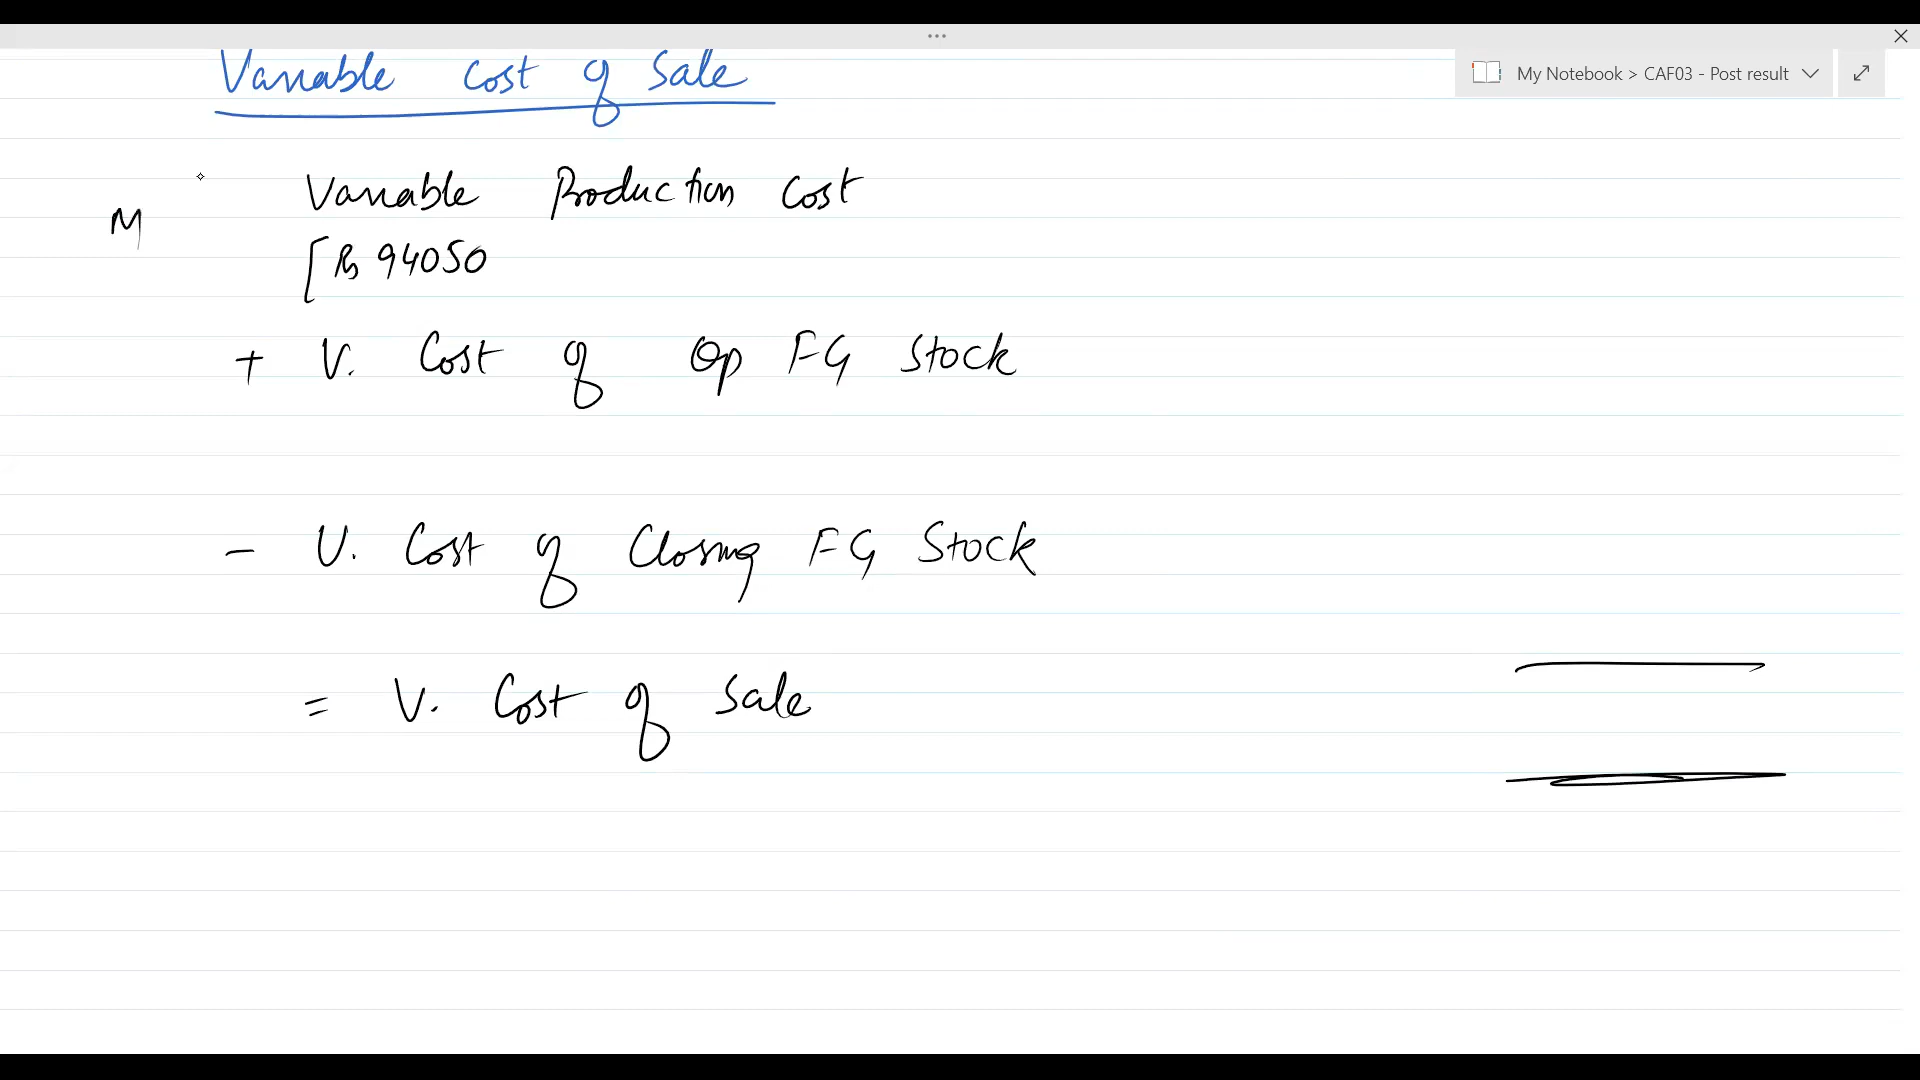 Variable Cost of Sale
My Notebook > CAF03 - Post result
Variable Production Cost
M
[Rs 94050
+ V. Cost of Op FG Stock
- V. Cost of Closing FG Stock
= V. Cost of Sale